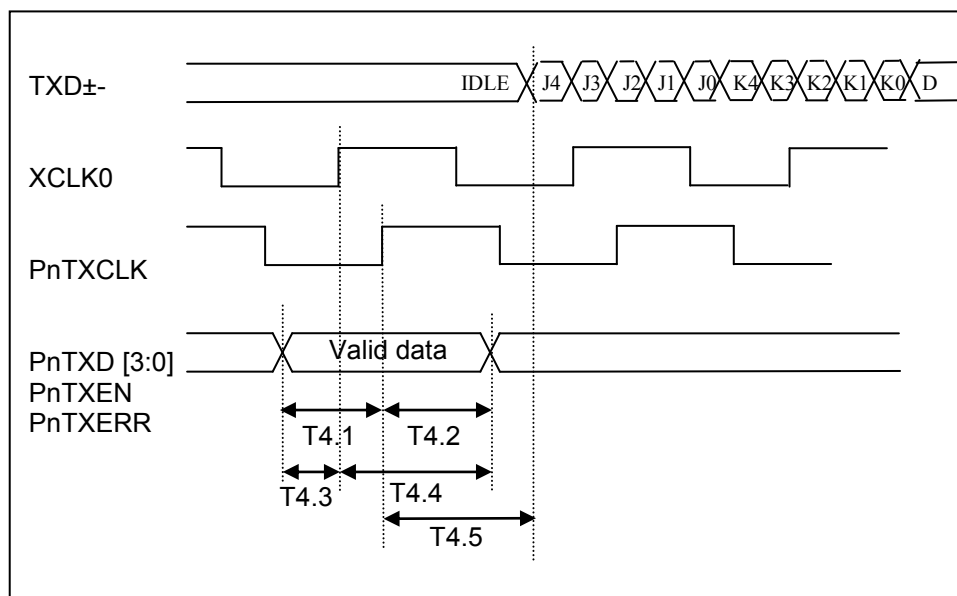 TXD±- IDLE J4 J3 J2 J1 J0 K4 K3 K2 K1 K0 D
XCLK0
PnTXCLK
PnTXD [3:0] Valid data
PnTXEN
PnTXERR
T4.1 T4.2
T4.3 T4.4
T4.5